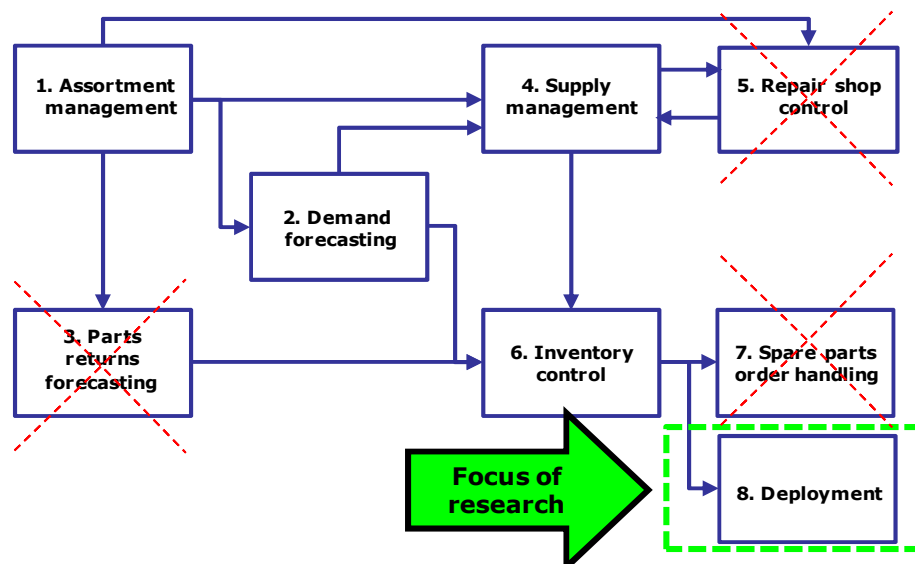 1. Assortment
management
4. Supply
management
5. Repair shop
control
2. Demand
forecasting
3. Parts
returns
forecasting
6. Inventory
control
7. Spare parts
order handling
Focus of
research
8. Deployment